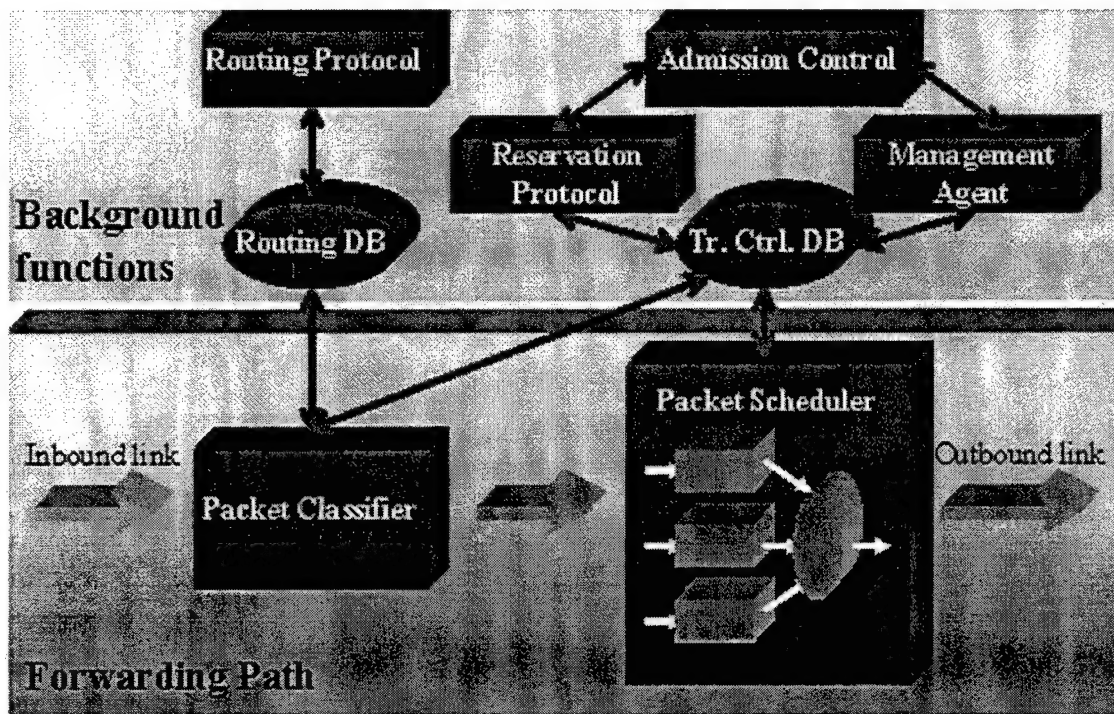 Routing Protocol
Admission Control
Reservation
Protocol
Management
Agent
Background
functions
Routing DB
Tr. Ctrl. DB
Packet Scheduler
Inbound link
Outbound link
Packet Classifier
Forwarding Path